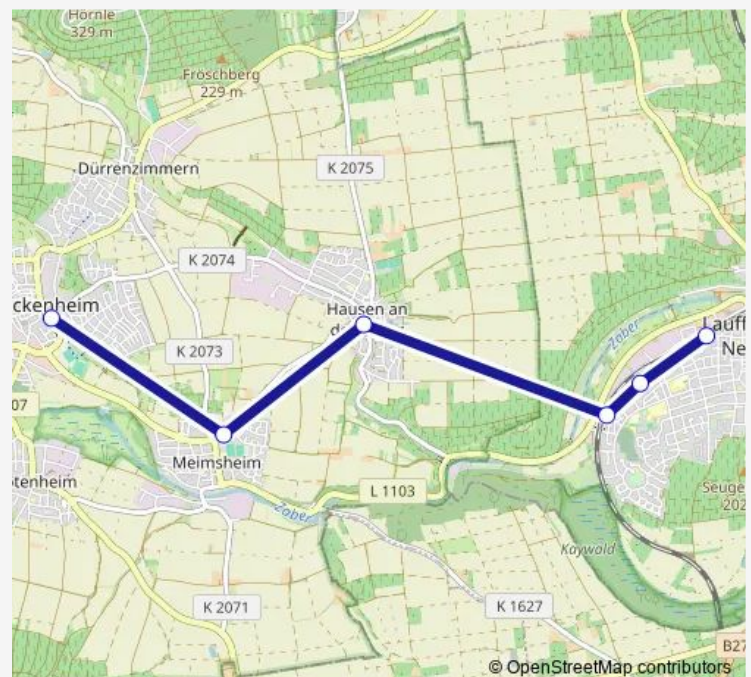 Hörnle
329 m
Fröschberg
229 m
Dürrenzimmern
K 2075
K 2074
ckenheim
Hausen an
d
Zaber
Lauff
Ne
K 2073
07
Meimsheim
otenheim
L 1103
Zaber
Seuge
202
Kaywald
K 2071
K 1627
B27
© OpenStreetMap contributors